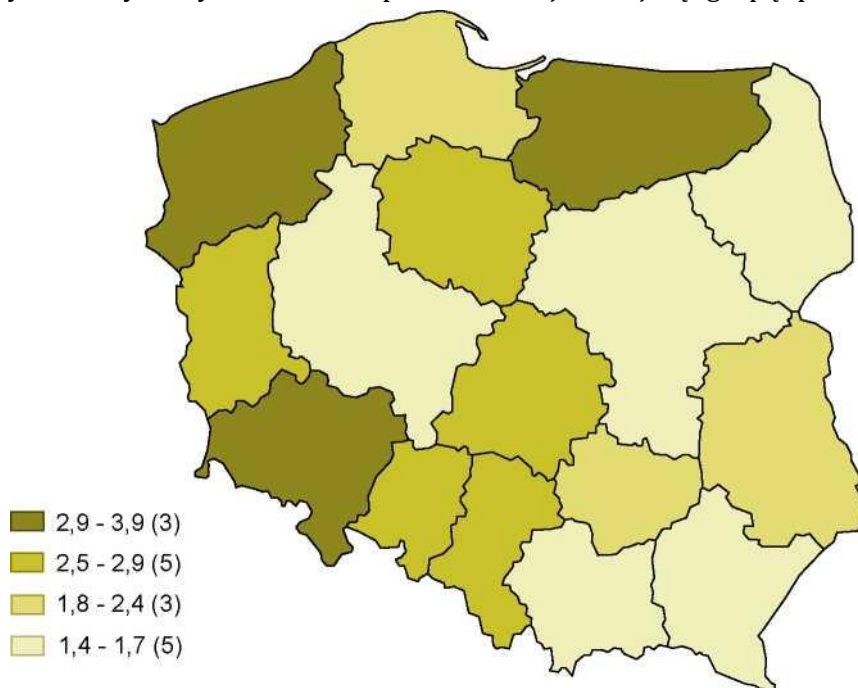 2,9 - 3,9 (3)
2,5 - 2,9 (5)
1,8 - 2,4 (3)
1,4 - 1,7 (5)